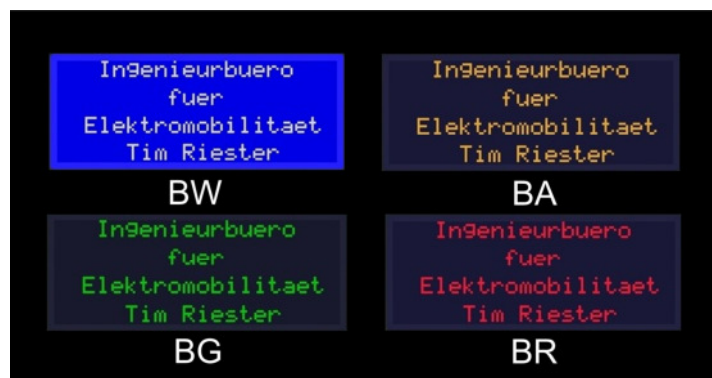 Ingenieurbuero
fuer
Elektromobilitaet
Tim Riester
BW
Ingenieurbuero
fuer
Elektromobilitaet
Tim Riester
BA
Ingenieurbuero
fuer
Elektromobilitaet
Tim Riester
BG
Ingenieurbuero
fuer
Elektromobilitaet
Tim Riester
BR